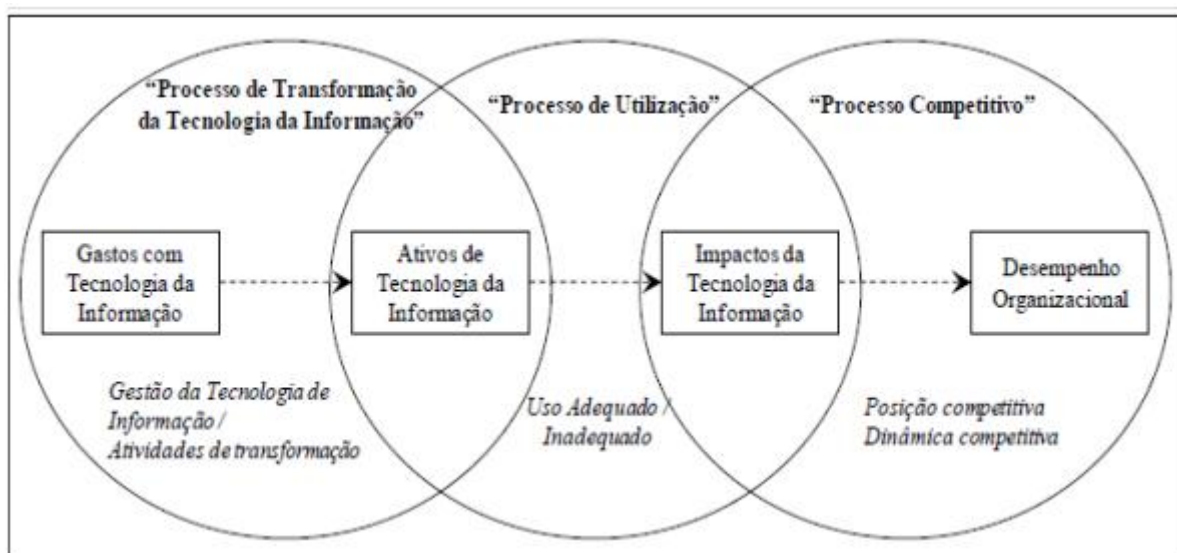 “Processo de Transformação
da Tecnologia da Informação”
“Processo de Utilização”
“Processo Competitivo”
Gastos com
Tecnologia da
Informação
Ativos de
Tecnologia da
Informação
Impactos da
Tecnologia da
Informação
Desempenho
Organizacional
Gestão da Tecnologia de
Informação /
Atividades de transformação
Uso Adequado /
Inadequado
Posição competitiva
Dinâmica competitiva